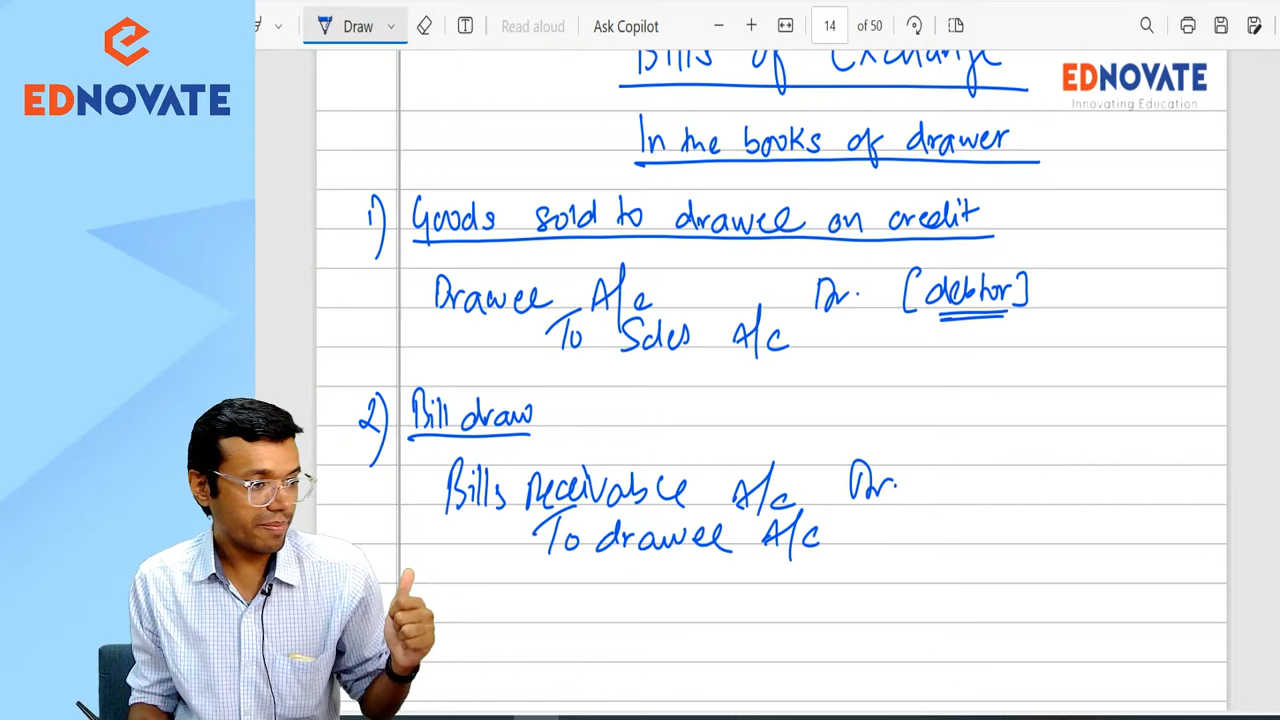 Draw
Read aloud
Ask Copilot
14
of 50
EDNOVATE
Bills of Exchange
EDNOVATE
Innovating Education
In the books of drawer
1) Goods sold to drawee on credit
Drawee A/c Dr. [debtor]
To Sales A/c
2) Bill draw
Bills receivable A/c Dr.
To drawee A/c